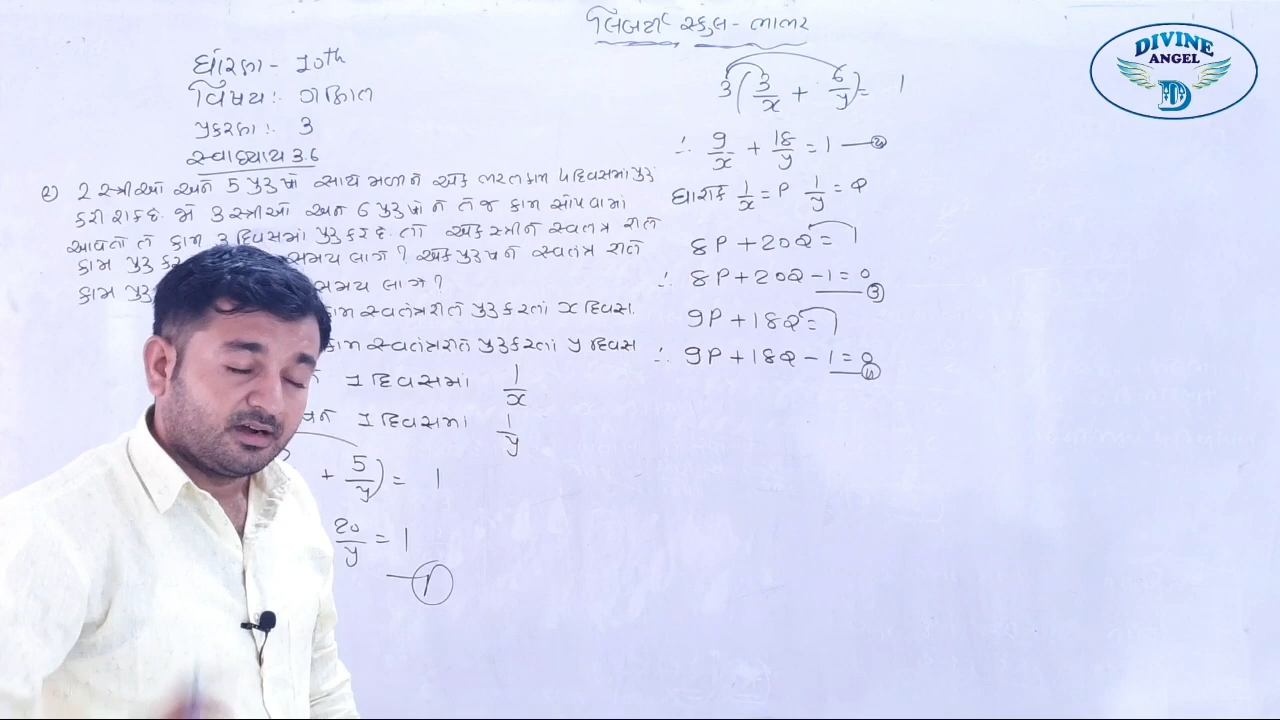 લિબર્ટી સ્કુલ - ભાભર
ધોરણ - 10th
વિષય :- ગણિત
પ્રકરણ :- 3
સ્વાધ્યાય 3.6
2) 2 સ્ત્રીઓ અને 5 પુરુષો સાથે મળીને એક ભરતકામ 4 દિવસમાં પુરુ
કરી શકે છે. જો 3 સ્ત્રીઓ અને 6 પુરુષોને તે જ કામ સોંપવામાં
આવતો તે કામ 3 દિવસમાં પુરુ કરે છે. તો એક સ્ત્રીને સ્વતંત્ર રીતે
કામ પુરુ કર સમય લાગે ? એક પુરુષને સ્વતંત્ર રીતે
કામ પુરુ સમય લાગે ?
કામ સ્વતંત્ર રીતે પુરુ કરતાં x દિવસ.
કામ સ્વતંત્ર રીતે પુરુ કરતાં y દિવસ
1 દિવસમાં 1/x
1 દિવસમાં 1/y
+ 5/y) = 1
20/y = 1
— ①
3(3/x + 6/y) = 1
∴ 9/x + 18/y = 1 — ②
ધારોકે 1/x = P 1/y = Q
8P + 20Q = 1
∴ 8P + 20Q - 1 = 0
— ③
9P + 18Q = 1
∴ 9P + 18Q - 1 = 0
— ④
DIVINE
ANGEL
D